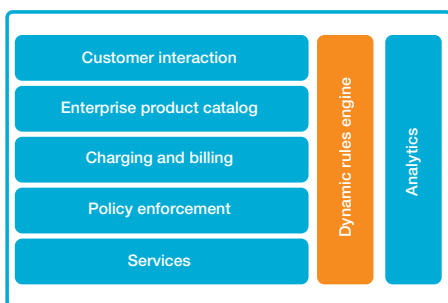 Customer interaction
Enterprise product catalog
Charging and billing
Policy enforcement
Services
Dynamic rules engine
Analytics